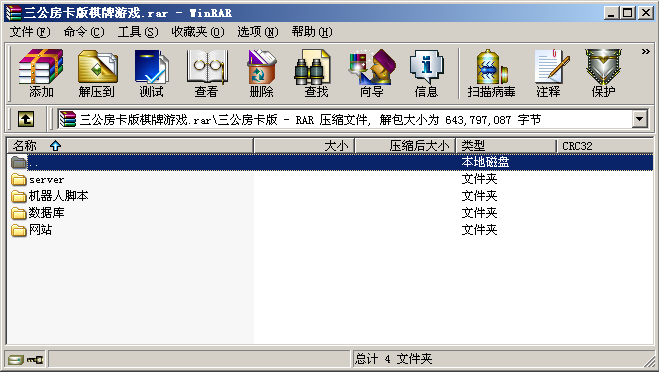 三公房卡版棋牌游戏.rar - WinRAR
文件(F) 命令(C) 工具(S) 收藏夹(O) 选项(N) 帮助(H)
添加 解压到 测试 查看 删除 查找 向导 信息 扫描病毒 注释 保护 »
三公房卡版棋牌游戏.rar\三公房卡版 - RAR 压缩文件, 解包大小为 643,797,087 字节
名称 大小 压缩后大小 类型 CRC32
.. 本地磁盘
server 文件夹
机器人脚本 文件夹
数据库 文件夹
网站 文件夹
总计 4 文件夹